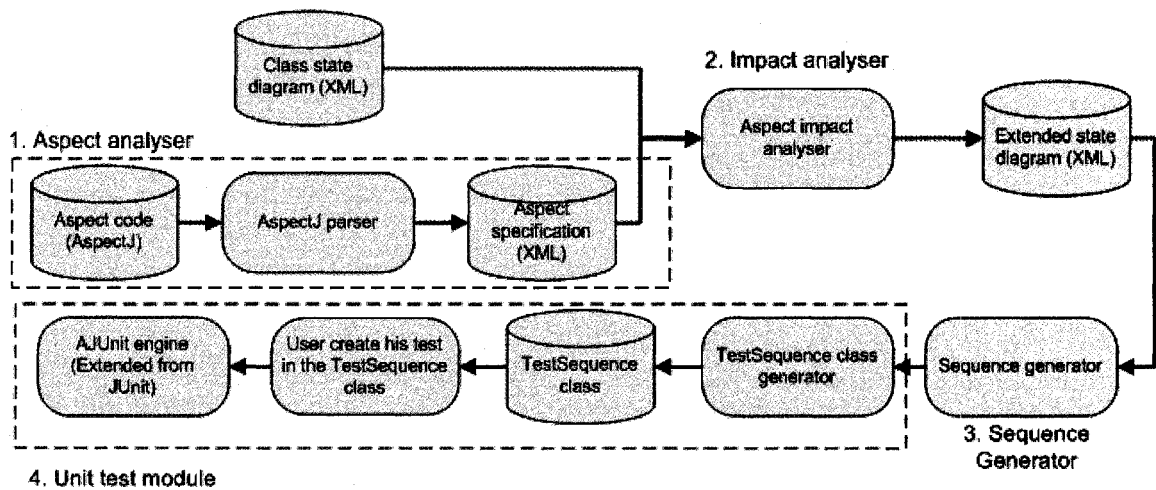 Class state
diagram (XML)
2. Impact analyser
Aspect impact
analyser
Extended state
diagram (XML)
1. Aspect analyser
Aspect code
(AspectJ)
AspectJ parser
Aspect
specification
(XML)
AJUnit engine
(Extended from
JUnit)
User create his test
in the TestSequence
class
TestSequence
class
TestSequence class
generator
Sequence generator
3. Sequence
Generator
4. Unit test module